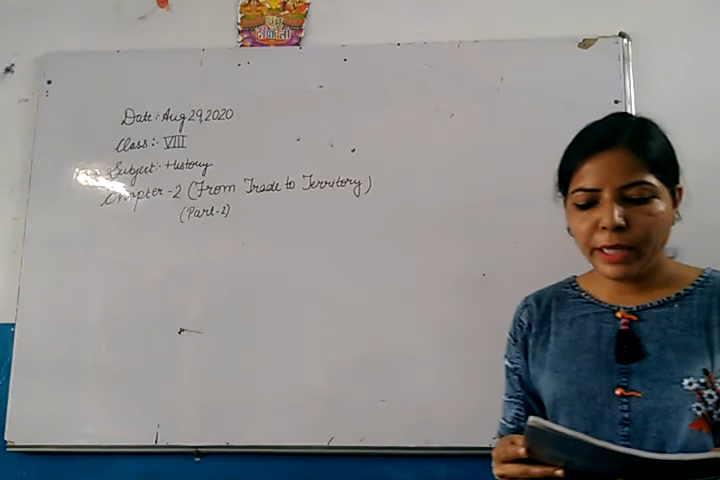 Date:- Aug 29, 2020
Class:- VIII
Subject:- History
Chapter-2 (From Trade to Territory)
(Part-2)